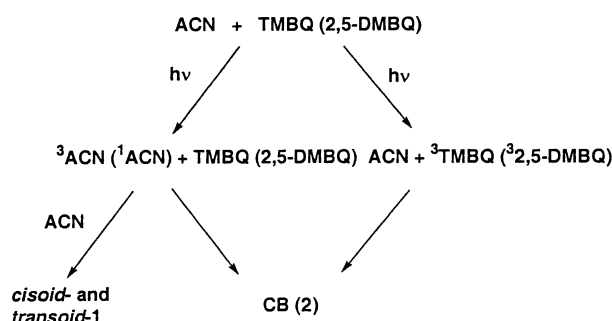 ACN + TMBQ (2,5-DMBQ)
hν hν
³ACN (¹ACN) + TMBQ (2,5-DMBQ) ACN + ³TMBQ (³2,5-DMBQ)
ACN
cisoid- and
transoid-1
CB (2)